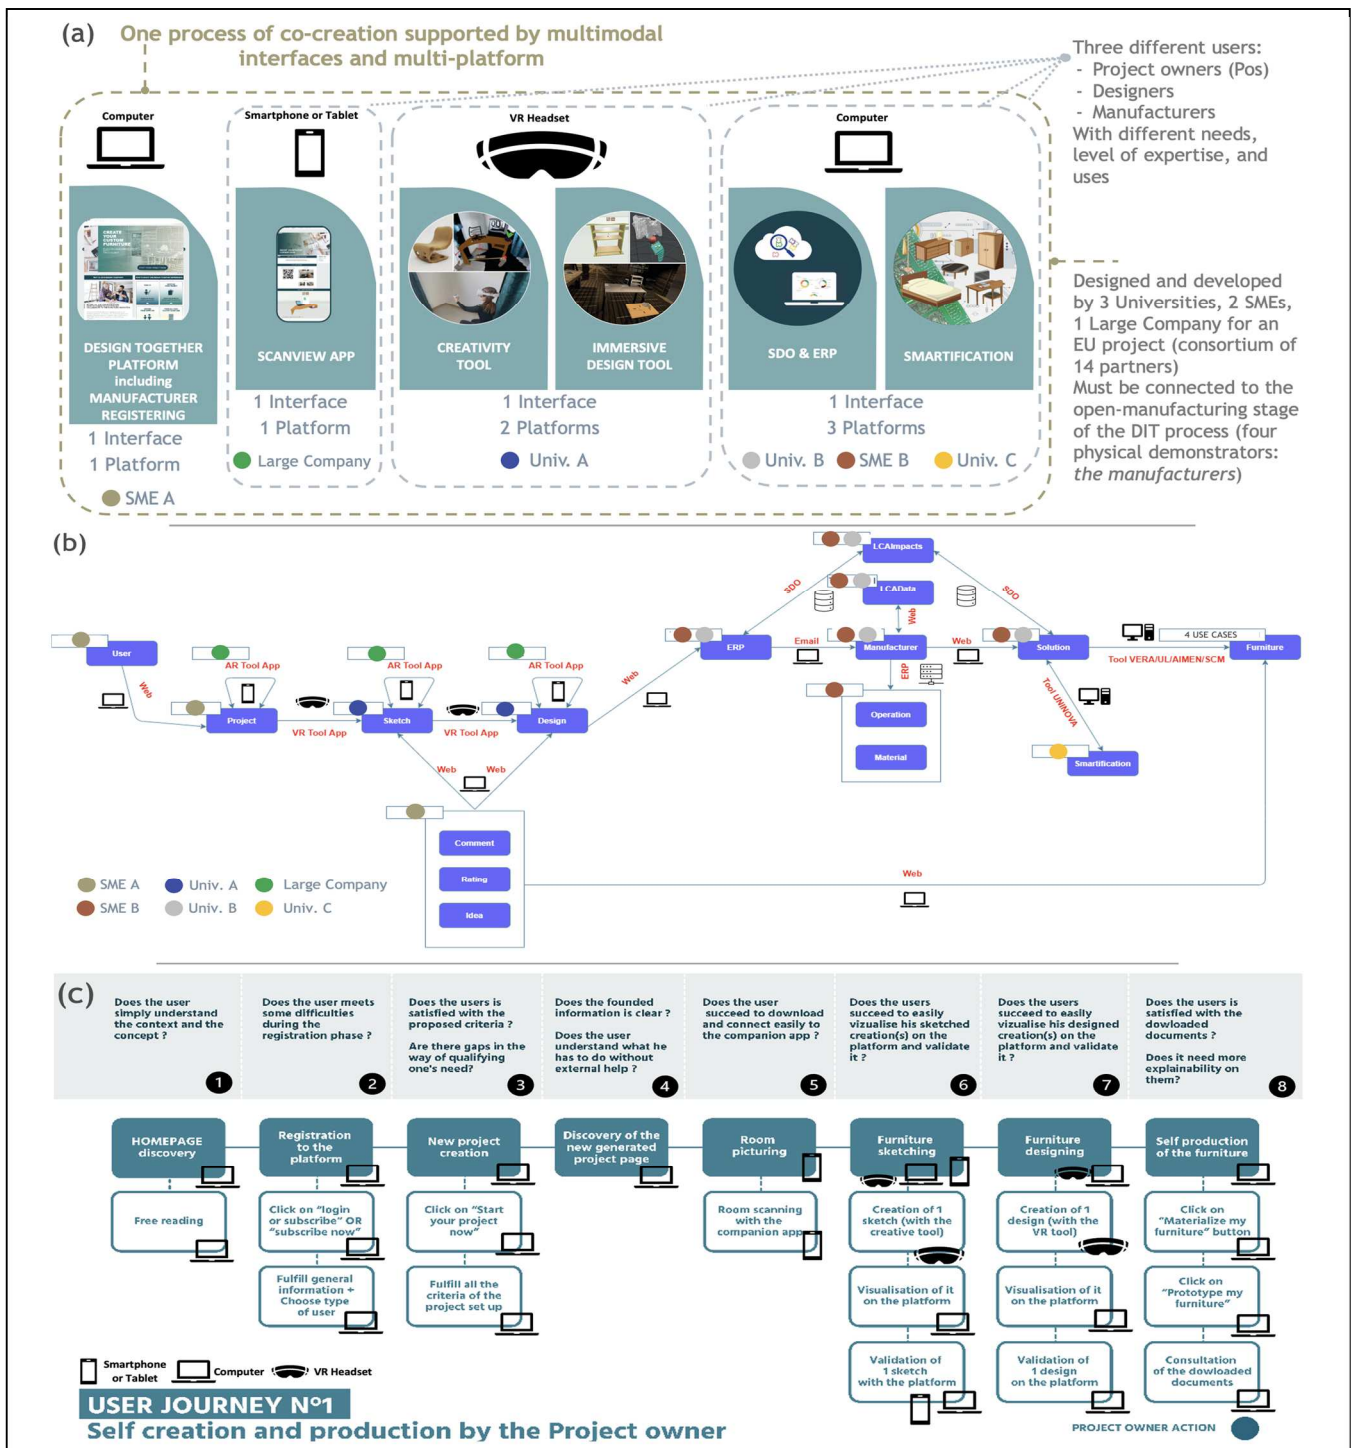 (a)
One process of co-creation supported by multimodal
interfaces and multi-platform
Three different users:
- Project owners (Pos)
- Designers
- Manufacturers
With different needs,
level of expertise, and
uses
Computer
Smartphone or Tablet
VR Headset
Computer
CREATE
YOUR
CUSTOM
FURNITURE
DESIGN TOGETHER
PLATFORM
including
MANUFACTURER
REGISTERING
SCANVIEW APP
CREATIVITY
TOOL
IMMERSIVE
DESIGN TOOL
SDO & ERP
SMARTIFICATION
1 Interface
1 Platform
SME A
1 Interface
1 Platform
Large Company
1 Interface
2 Platforms
Univ. A
1 Interface
3 Platforms
Univ. B
SME B
Univ. C
Designed and developed
by 3 Universities, 2 SMEs,
1 Large Company for an
EU project (consortium of
14 partners)
Must be connected to the
open-manufacturing stage
of the DIT process (four
physical demonstrators:
the manufacturers)
(b)
LCAImpacts
SDO
SDO
LCAData
Web
User
Web
AR Tool App
AR Tool App
AR Tool App
Project
VR Tool App
Sketch
VR Tool App
Design
Web
ERP
Email
Manufacturer
Web
Solution
4 USE CASES
Tool VERA/UL/AIMEN/SCM
Furniture
ERP
Operation
Material
Tool UNINOVA
Smartification
Web
Web
Comment
Rating
Idea
Web
SME A
Univ. A
Large Company
SME B
Univ. B
Univ. C
(c)
Does the user
simply understand
the context and the
concept ?
1
Does the user meets
some difficulties
during the
registration phase ?
2
Does the users is
satisfied with the
proposed criteria ?
Are there gaps in the
way of qualifying
one's need?
3
Does the founded
information is clear ?
Does the user
understand what he
has to do without
external help ?
4
Does the user
succeed to download
and connect easily to
the companion app ?
5
Does the users
succeed to easily
vizualise his sketched
creation(s) on the
platform and validate
it ?
6
Does the users
succeed to easily
vizualise his designed
creation(s) on the
platform and validate
it ?
7
Does the users is
satisfied with the
dowloaded
documents ?
Does it need more
explainability on
them?
8
HOMEPAGE
discovery
Registration
to the
platform
New project
creation
Discovery of the
new generated
project page
Room
picturing
Furniture
sketching
Furniture
designing
Self production
of the furniture
Free reading
Click on "login
or subscribe" OR
"subscribe now"
Click on "Start
your project
now"
Room scanning
with the
companion app
Creation of 1
sketch (with the
creative tool)
Creation of 1
design (with the
VR tool)
Click on
"Materialize my
furniture" button
Fulfill general
information +
Choose type
of user
Fulfill all the
criteria of the
project set up
Visualisation of it
on the platform
Visualisation of it
on the platform
Click on
"Prototype my
furniture"
Validation of
1 sketch
with the platform
Validation of
1 design
on the platform
Consultation
of the dowloaded
documents
Smartphone
or Tablet
Computer
VR Headset
USER JOURNEY N°1
Self creation and production by the Project owner
PROJECT OWNER ACTION